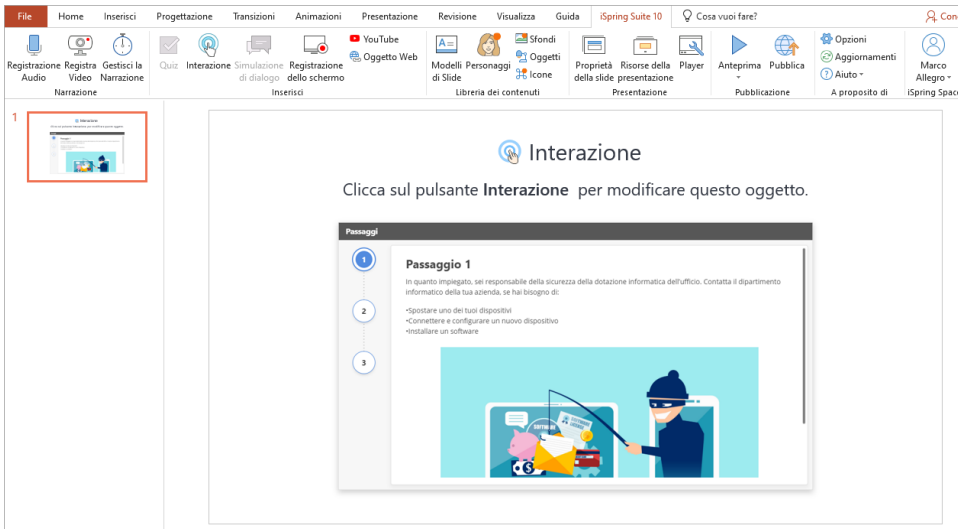 File Home Inserisci Progettazione Transizioni Animazioni Presentazione Revisione Visualizza Guida iSpring Suite 10 Cosa vuoi fare?
Registrazione Audio
Registra Video
Gestisci la Narrazione
Narrazione
Quiz
Interazione
Simulazione di dialogo
Registrazione dello schermo
YouTube
Oggetto Web
Inserisci
Modelli di Slide
Personaggi
Sfondi
Oggetti
Icone
Libreria dei contenuti
Proprietà della slide
Risorse della presentazione
Player
Presentazione
Anteprima
Pubblica
Pubblicazione
Opzioni
Aggiornamenti
Aiuto
A proposito di
Marco Allegro
iSpring Space
1
Interazione
Clicca sul pulsante Interazione per modificare questo oggetto.
Passaggi
1
2
3
Passaggio 1
In quanto impiegato, sei responsabile della sicurezza della dotazione informatica dell'ufficio. Contatta il dipartimento
informatico della tua azienda, se hai bisogno di:
•Spostare uno dei tuoi dispositivi
•Connettere e configurare un nuovo dispositivo
•Installare un software